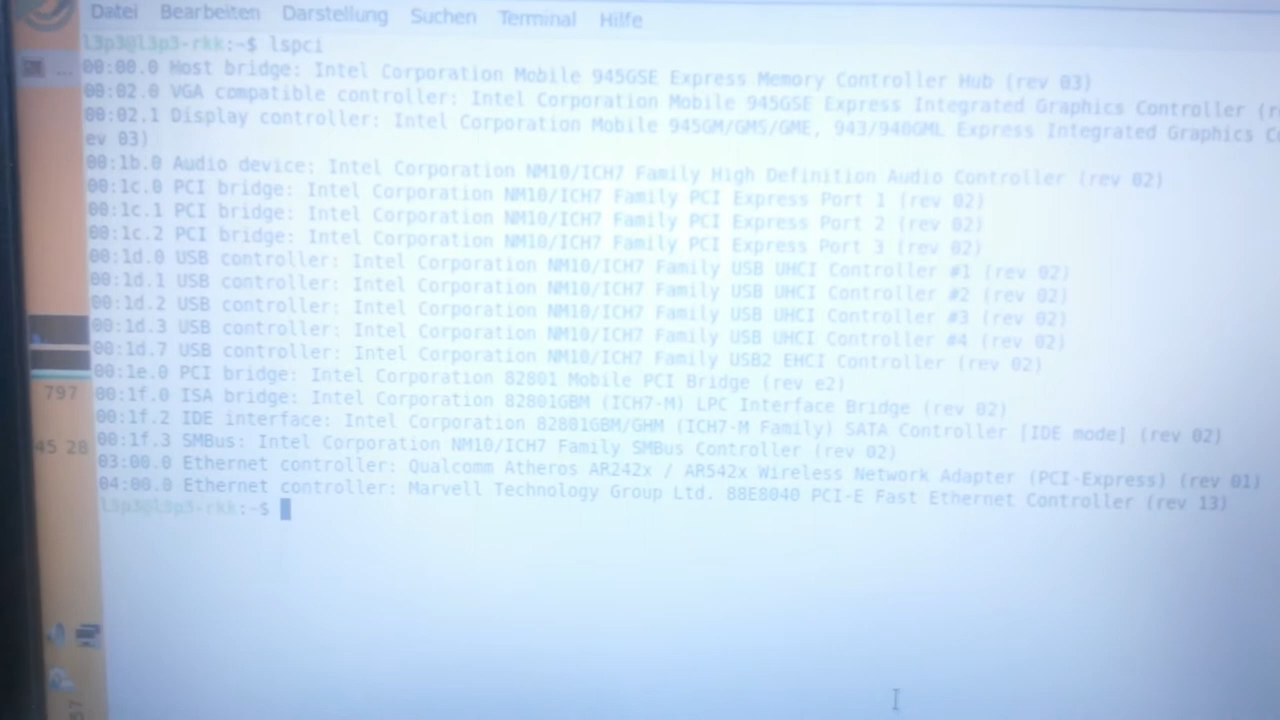 Datei Bearbeiten Darstellung Suchen Terminal Hilfe
l3p3@l3p3-rkk:~$ lspci
00:00.0 Host bridge: Intel Corporation Mobile 945GSE Express Memory Controller Hub (rev 03)
00:02.0 VGA compatible controller: Intel Corporation Mobile 945GSE Express Integrated Graphics Controller (r
00:02.1 Display controller: Intel Corporation Mobile 945GM/GMS/GME, 943/940GML Express Integrated Graphics C
ev 03)
00:1b.0 Audio device: Intel Corporation NM10/ICH7 Family High Definition Audio Controller (rev 02)
00:1c.0 PCI bridge: Intel Corporation NM10/ICH7 Family PCI Express Port 1 (rev 02)
00:1c.1 PCI bridge: Intel Corporation NM10/ICH7 Family PCI Express Port 2 (rev 02)
00:1c.2 PCI bridge: Intel Corporation NM10/ICH7 Family PCI Express Port 3 (rev 02)
00:1d.0 USB controller: Intel Corporation NM10/ICH7 Family USB UHCI Controller #1 (rev 02)
00:1d.1 USB controller: Intel Corporation NM10/ICH7 Family USB UHCI Controller #2 (rev 02)
00:1d.2 USB controller: Intel Corporation NM10/ICH7 Family USB UHCI Controller #3 (rev 02)
00:1d.3 USB controller: Intel Corporation NM10/ICH7 Family USB UHCI Controller #4 (rev 02)
00:1d.7 USB controller: Intel Corporation NM10/ICH7 Family USB2 EHCI Controller (rev 02)
00:1e.0 PCI bridge: Intel Corporation 82801 Mobile PCI Bridge (rev e2)
00:1f.0 ISA bridge: Intel Corporation 82801GBM (ICH7-M) LPC Interface Bridge (rev 02)
00:1f.2 IDE interface: Intel Corporation 82801GBM/GHM (ICH7-M Family) SATA Controller [IDE mode] (rev 02)
00:1f.3 SMBus: Intel Corporation NM10/ICH7 Family SMBus Controller (rev 02)
03:00.0 Ethernet controller: Qualcomm Atheros AR242x / AR542x Wireless Network Adapter (PCI-Express) (rev 01)
04:00.0 Ethernet controller: Marvell Technology Group Ltd. 88E8040 PCI-E Fast Ethernet Controller (rev 13)
l3p3@l3p3-rkk:~$
...
797
45 28
57